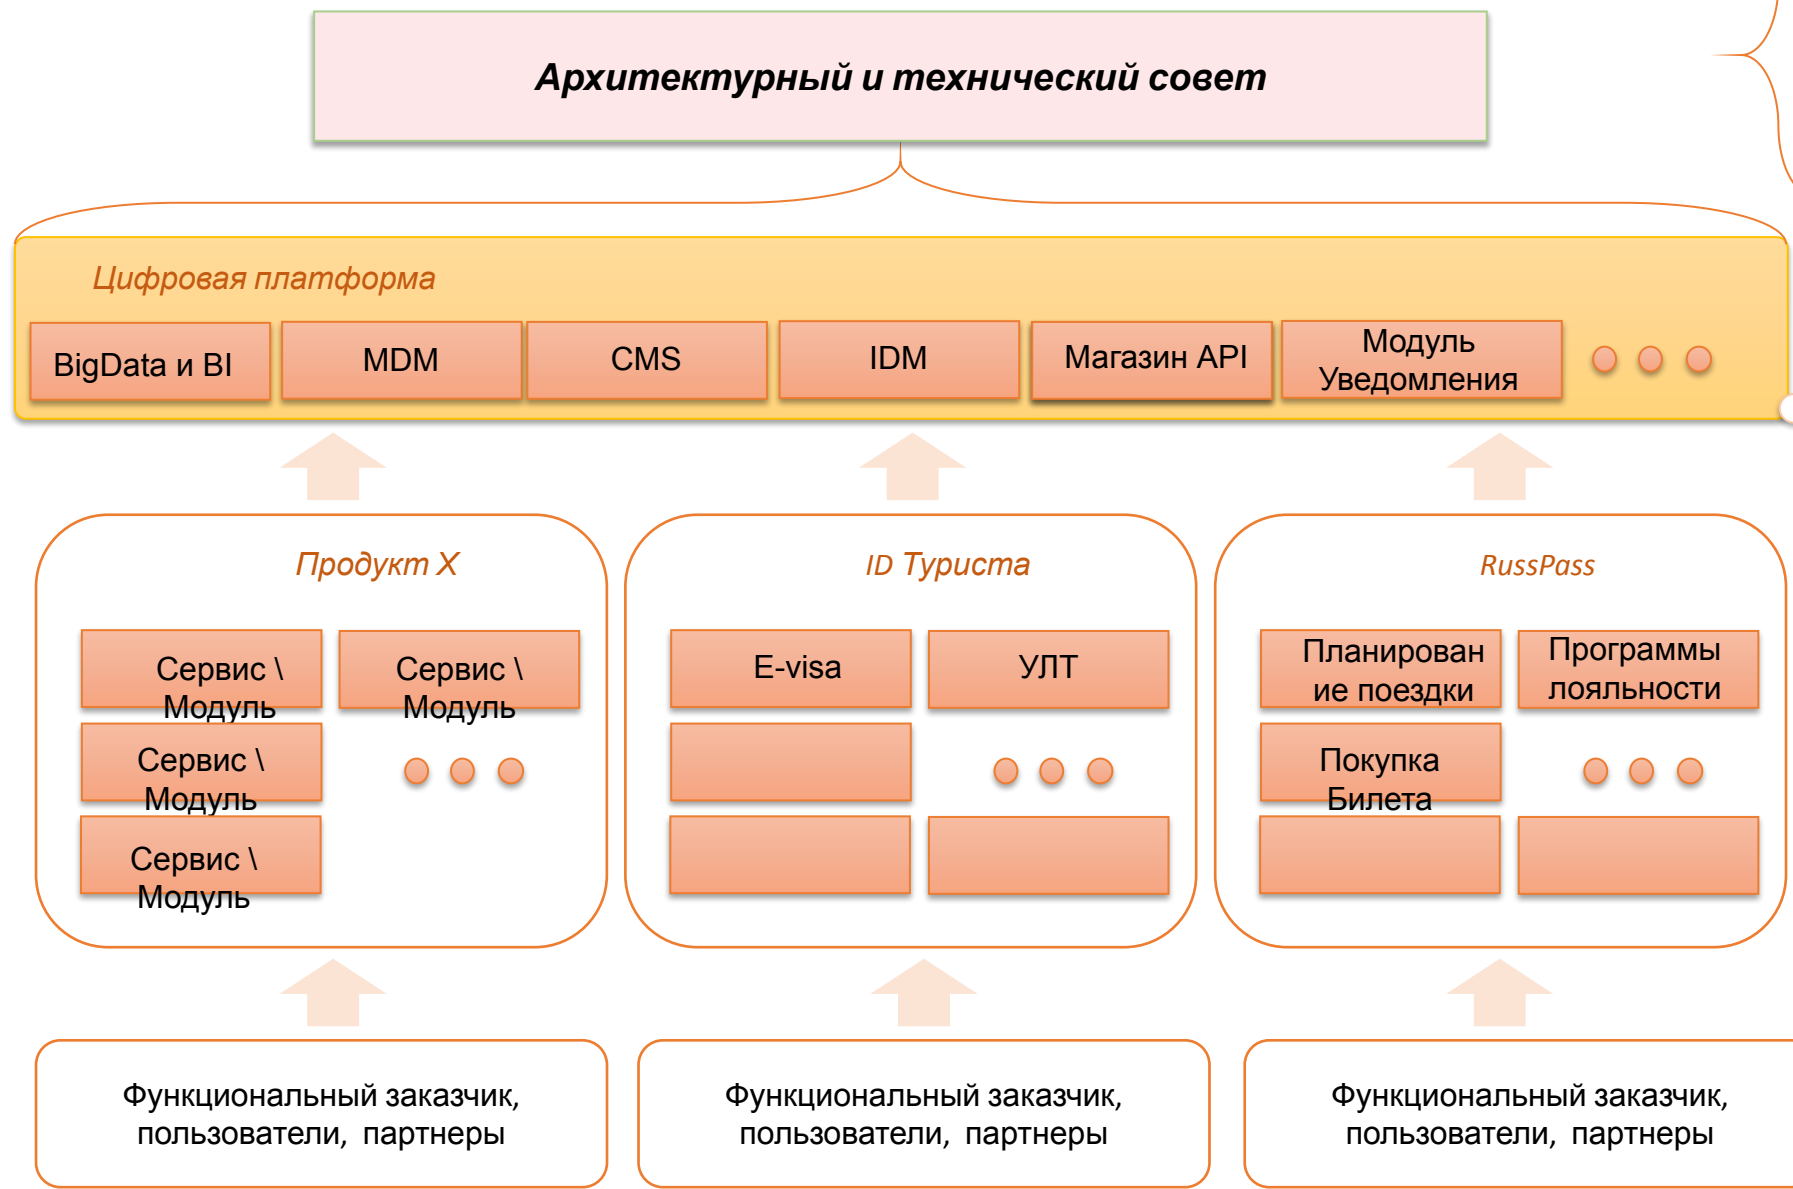 Архитектурный и технический совет
Цифровая платформа
BigData и BI
MDM
CMS
IDM
Магазин API
Модуль
Уведомления
Продукт X
Сервис \
Модуль
Сервис \
Модуль
Сервис \
Модуль
Сервис \
Модуль
ID Туриста
E-visa
УЛТ
RussPass
Планирован
ие поездки
Программы
лояльности
Покупка
Билета
Функциональный заказчик,
пользователи, партнеры
Функциональный заказчик,
пользователи, партнеры
Функциональный заказчик,
пользователи, партнеры